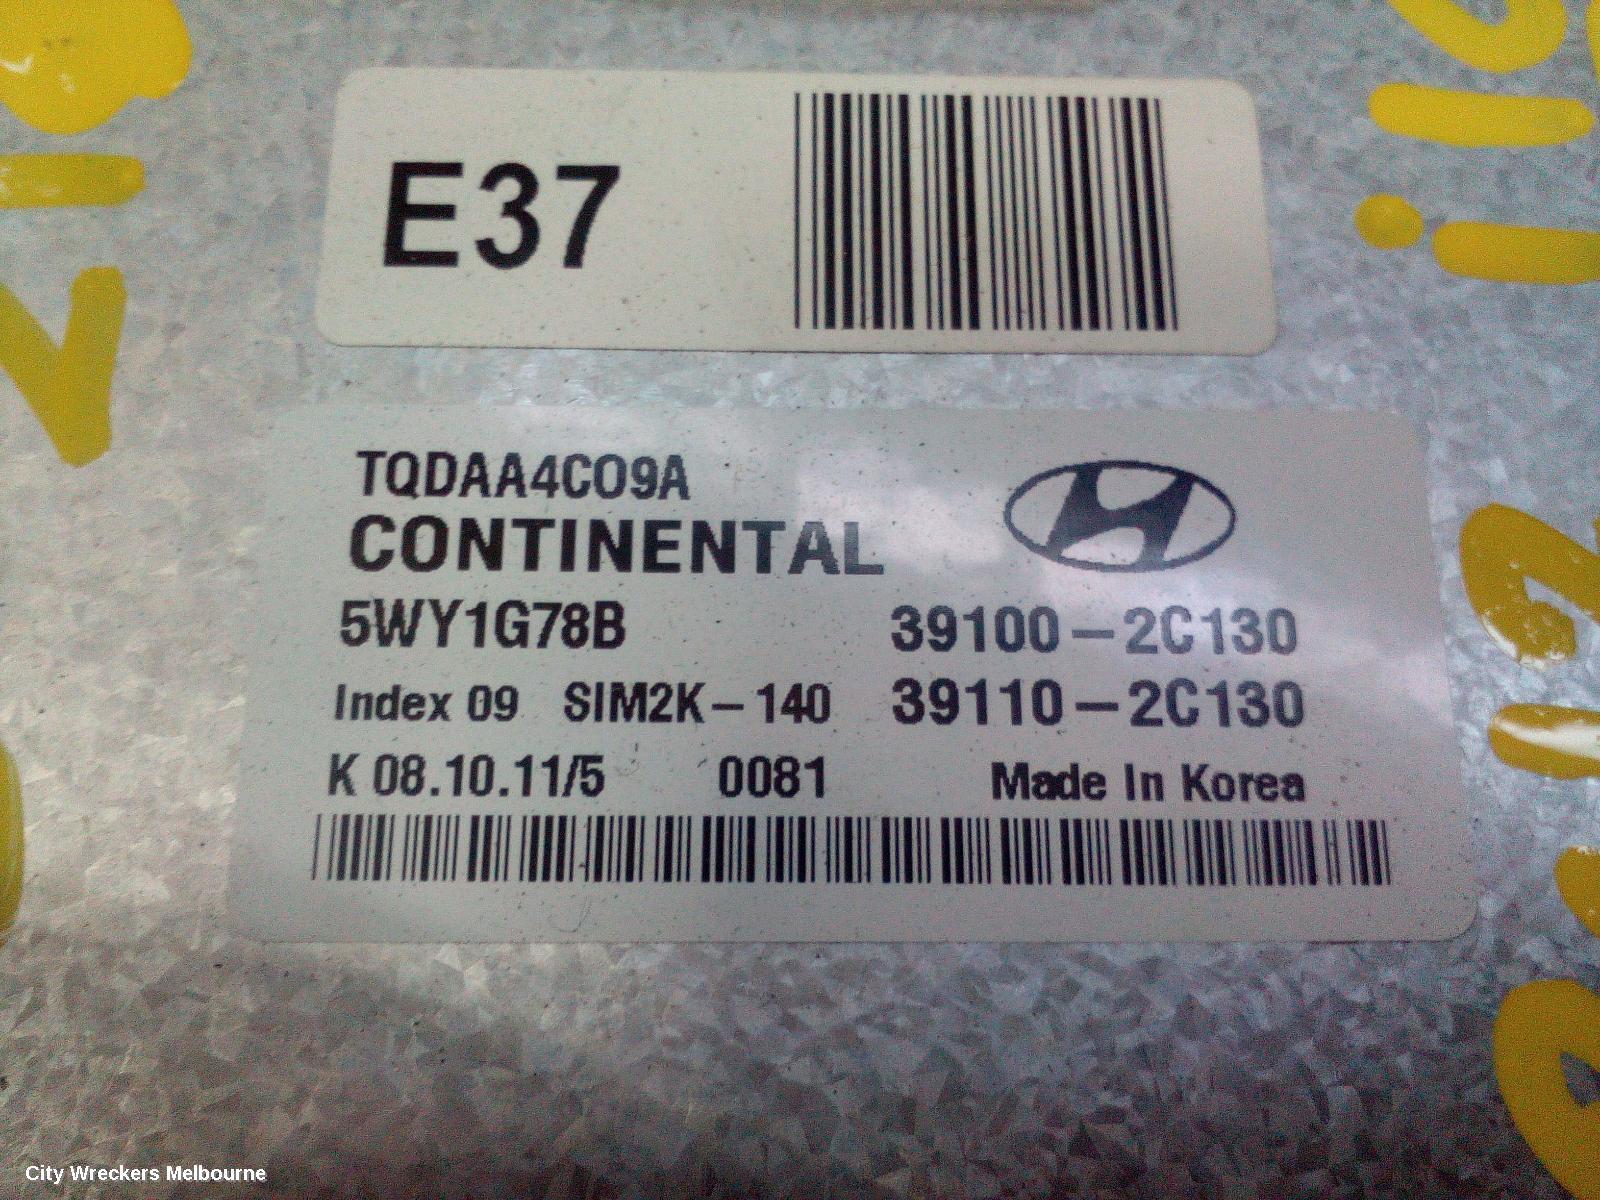 E37
TQDAA4C09A
CONTINENTAL
5WY1G78B 39100-2C130
Index 09 SIM2K-140 39110-2C130
K 08.10.11/5 0081 Made In Korea
City Wreckers Melbourne